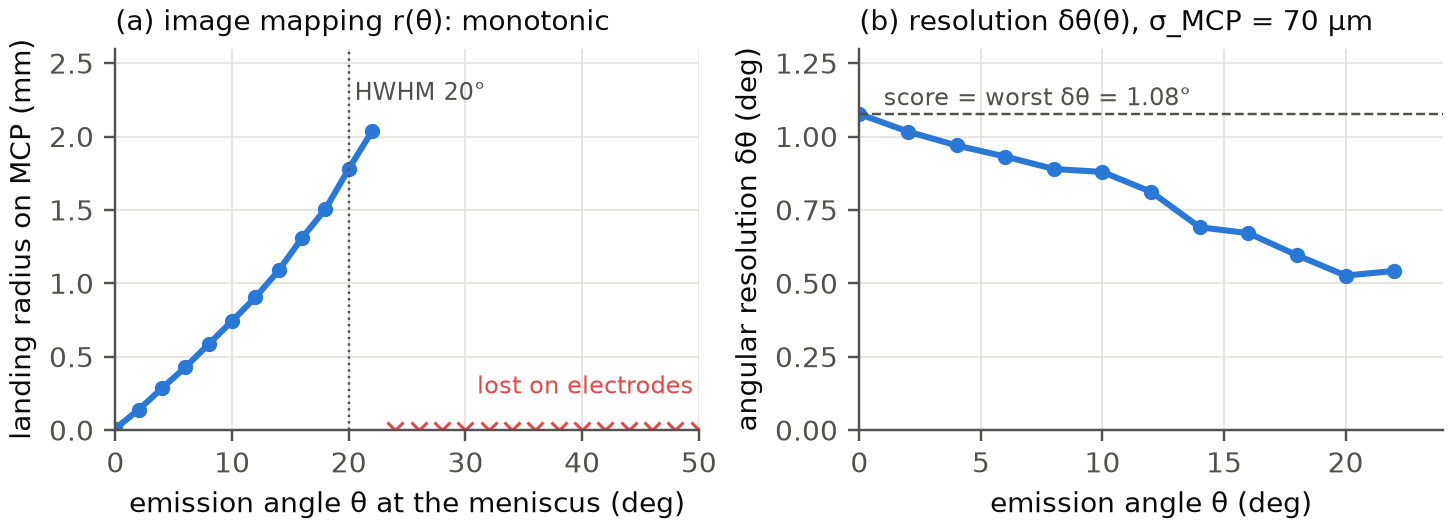 (a) image mapping r(θ): monotonic
landing radius on MCP (mm)
2.5
2.0
1.5
1.0
0.5
0.0
HWHM 20°
lost on electrodes
0 10 20 30 40 50
emission angle θ at the meniscus (deg)
(b) resolution δθ(θ), σ_MCP = 70 µm
angular resolution δθ (deg)
1.25
1.00
0.75
0.50
0.25
0.00
score = worst δθ = 1.08°
0 5 10 15 20
emission angle θ (deg)